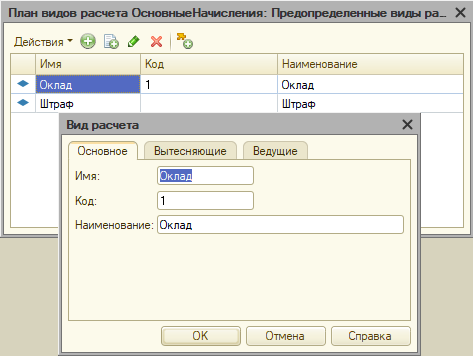 План видов расчета ОсновныеНачисления: Предопределенные виды ра...
Действия
Имя Код Наименование
Оклад 1 Оклад
Штраф Штраф
Вид расчета
Основное Вытесняющие Ведущие
Имя: Оклад
Код: 1
Наименование: Оклад
OK Отмена Справка